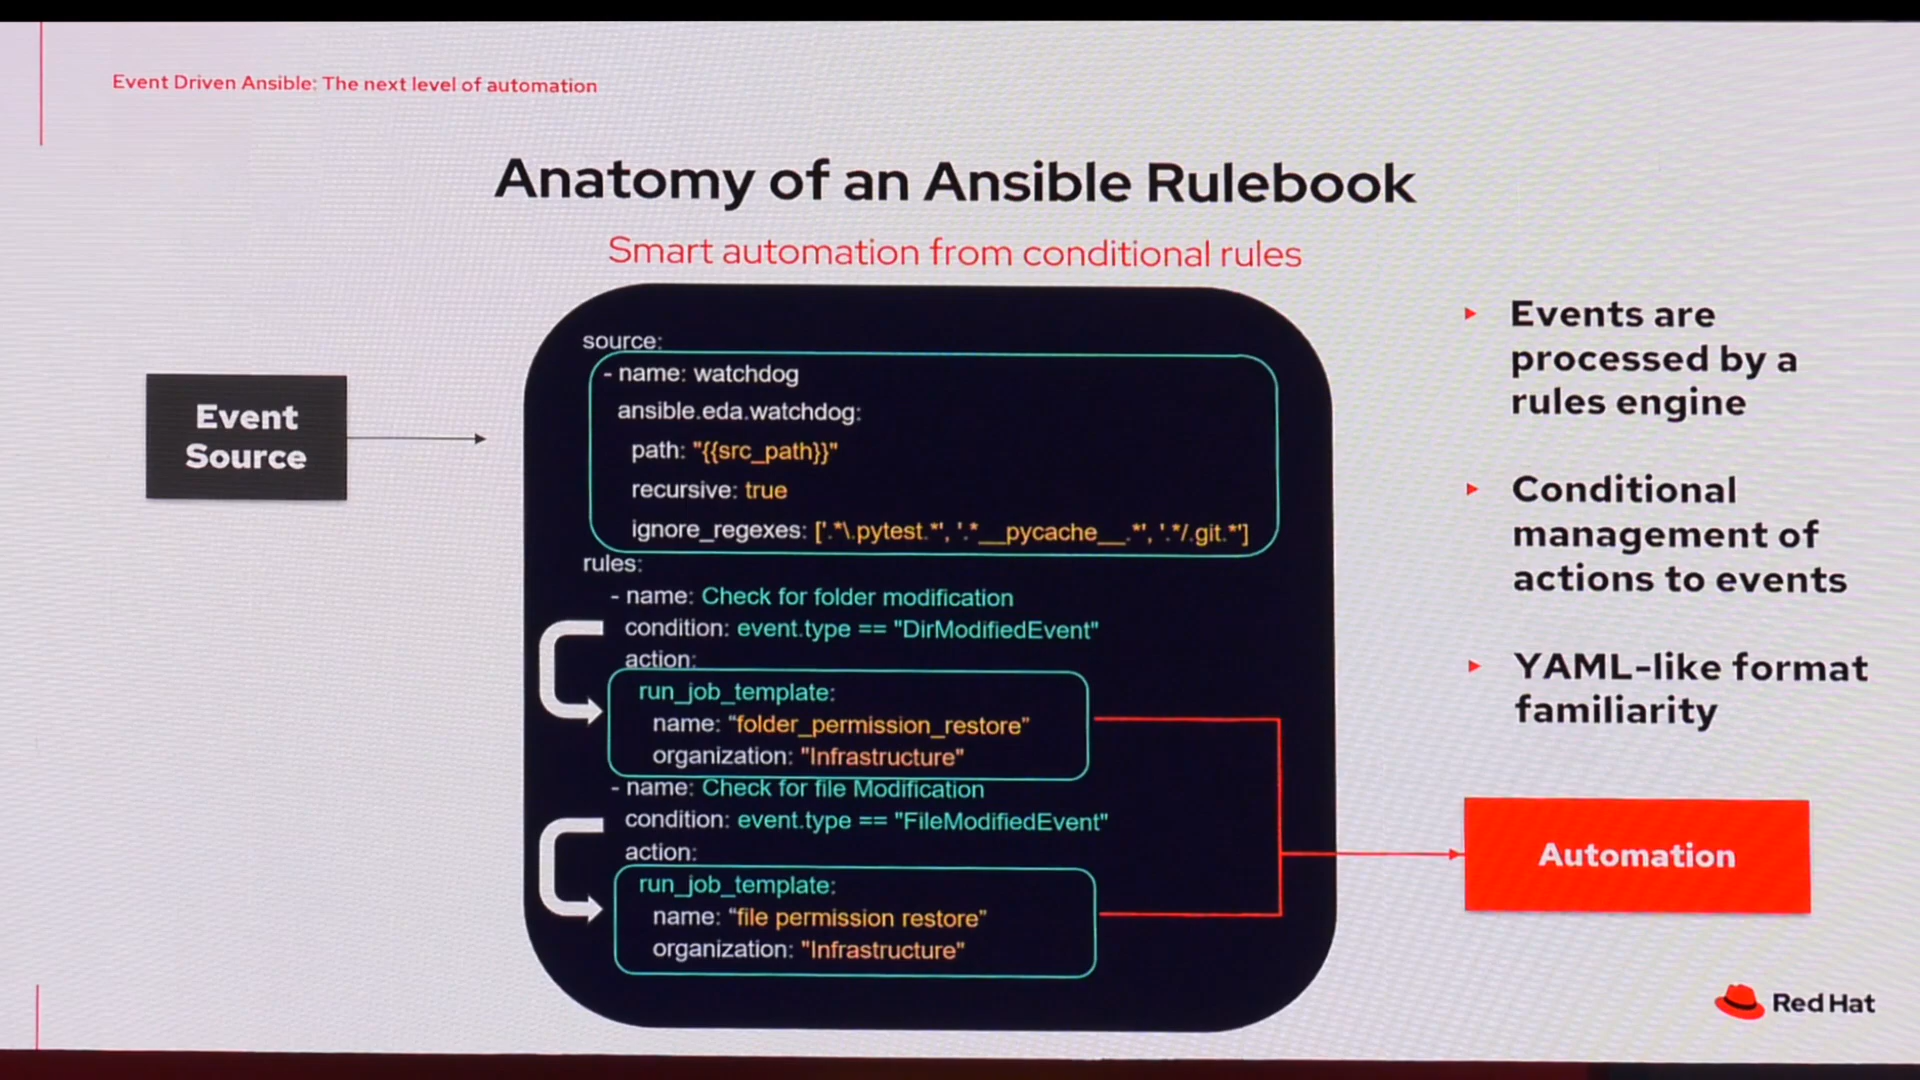 Event Driven Ansible: The next level of automation
Anatomy of an Ansible Rulebook
Smart automation from conditional rules
Event
Source
source:
- name: watchdog
ansible.eda.watchdog:
path: "{{src_path}}"
recursive: true
ignore_regexes: ['.*\.pytest.*', '.*__pycache__.*', '.*/.git.*']
rules:
- name: Check for folder modification
condition: event.type == "DirModifiedEvent"
action:
run_job_template:
name: “folder_permission_restore”
organization: "Infrastructure"
- name: Check for file Modification
condition: event.type == "FileModifiedEvent"
action:
run_job_template:
name: “file permission restore”
organization: "Infrastructure"
Events are
processed by a
rules engine
Conditional
management of
actions to events
YAML-like format
familiarity
Automation
Red Hat